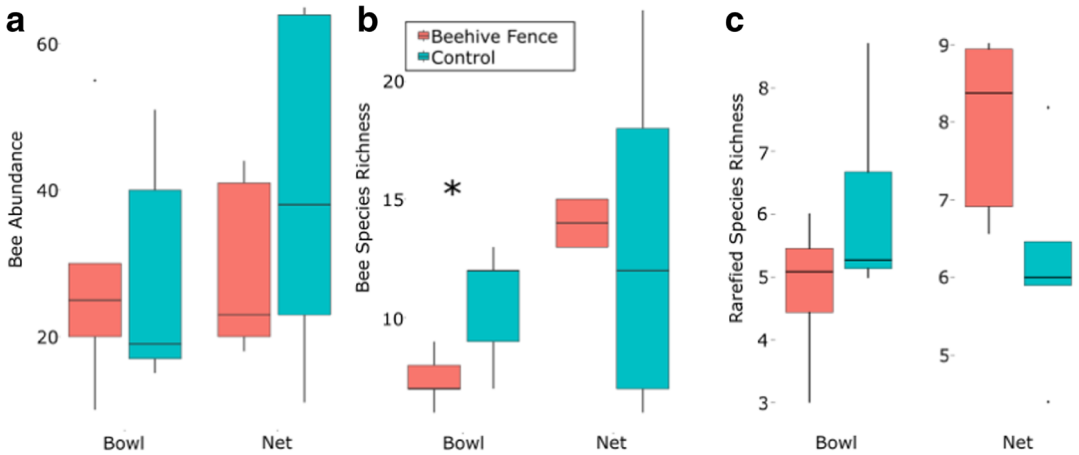 a
60
40
20
Bee Abundance
Bowl
Net
b
Beehive Fence
Control
20
15
10
Bee Species Richness
*
Bowl
Net
c
8
7
6
5
4
3
Rarefied Species Richness
9
8
7
6
5
Bowl
Net